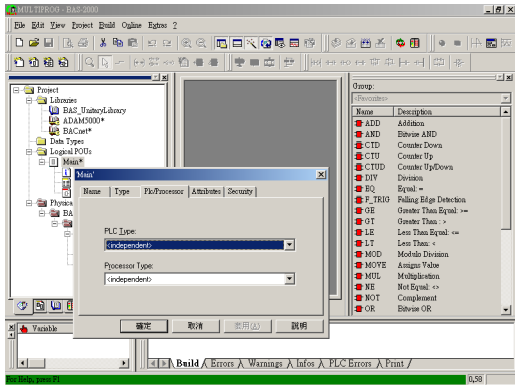 MULTIPROG - BAS-2000
File Edit View Project Build Online Extras ?
Project
Libraries
BAS_UnitaryLibrary
ADAM5000*
BACnet*
Data Types
Logical POUs
Main*
Physica
BA
'Main'
Name Type Plc/Processor Attributes Security
PLC Type:
<independent>
Processor Type:
<independent>
確定 取消 套用(A) 說明
Group:
<Favorites>
Name Description
ADD Addition
AND Bitwise AND
CTD Counter Down
CTU Counter Up
CTUD Counter Up/Down
DIV Division
EQ Equal: =
F_TRIG Falling Edge Detection
GE Greater Than Equal: >=
GT Greater Than : >
LE Less Than Equal: <=
LT Less Than: <
MOD Modulo Division
MOVE Assigns Value
MUL Multiplication
NE Not Equal: <>
NOT Complement
OR Bitwise OR
Variable
Build Errors Warnings Infos PLC Errors Print
For Help, press F1
0,58